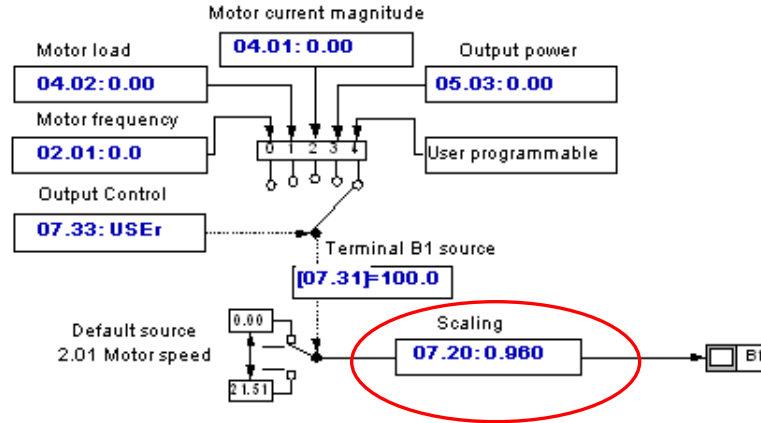 Motor current magnitude
Motor load
04.01: 0.00
Output power
04.02: 0.00
05.03: 0.00
Motor frequency
0 1 2 3 4
02.01: 0.0
User programmable
Output Control
07.33: USEr
Terminal B1 source
[07.31]=100.0
0.00
Scaling
Default source
2.01 Motor speed
07.20: 0.960
B1
21.51